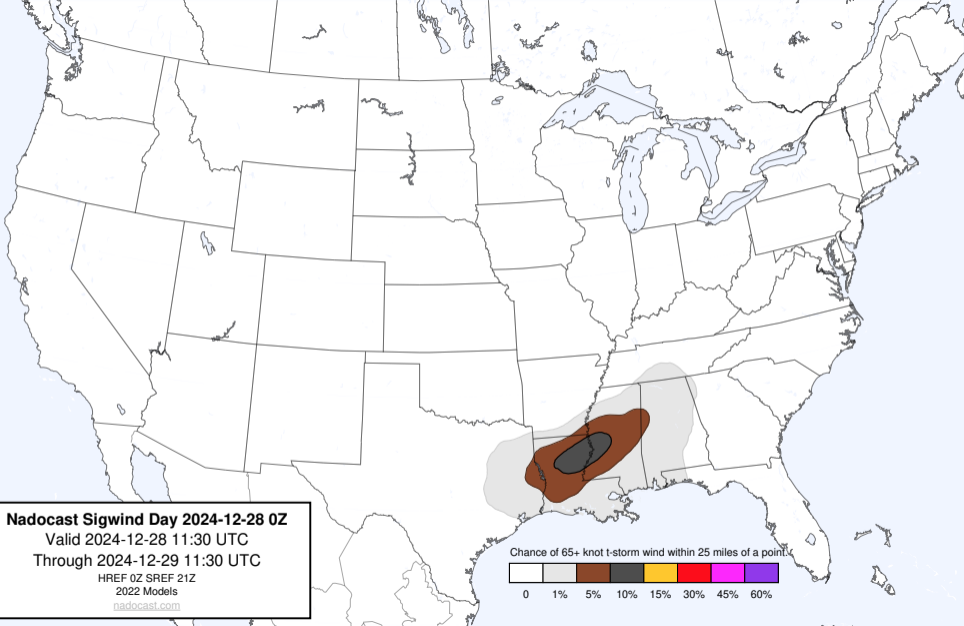 Nadocast Sigwind Day 2024-12-28 0Z
Valid 2024-12-28 11:30 UTC
Through 2024-12-29 11:30 UTC
HREF 0Z SREF 21Z
2022 Models
nadocast.com
Chance of 65+ knot t-storm wind within 25 miles of a point.
0 1% 5% 10% 15% 30% 45% 60%